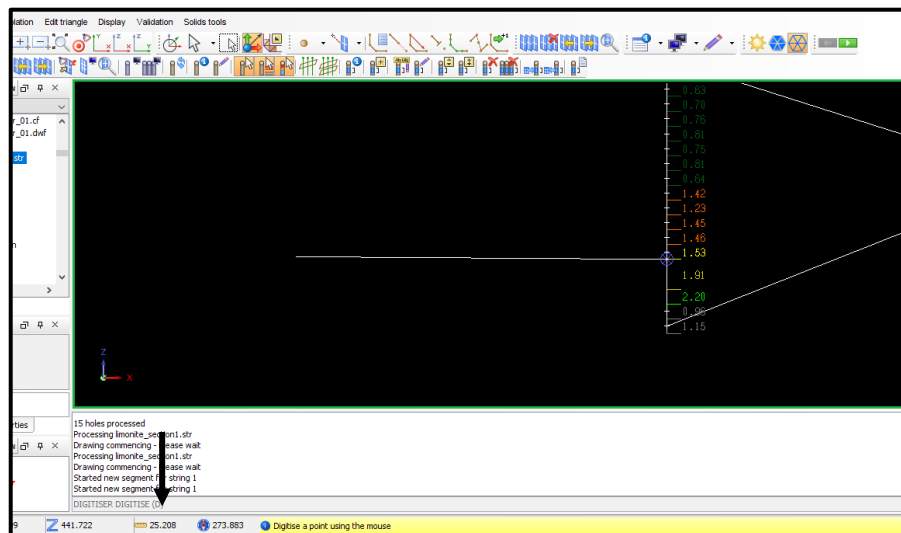 lation Edit triangle Display Validation Solids tools
r_01.cf
r_01.dwf
.str
n
rties
0.63
0.70
0.76
0.81
0.75
0.81
0.64
1.42
1.23
1.45
1.46
1.53
1.91
2.20
0.96
1.15
Z
X
15 holes processed
Processing limonite_section1.str
Drawing commencing - please wait
Processing limonite_section1.str
Drawing commencing - please wait
Started new segment for string 1
Started new segment for string 1
DIGITISER DIGITISE (D)
9 Z 441.722 25.208 273.883 Digitise a point using the mouse